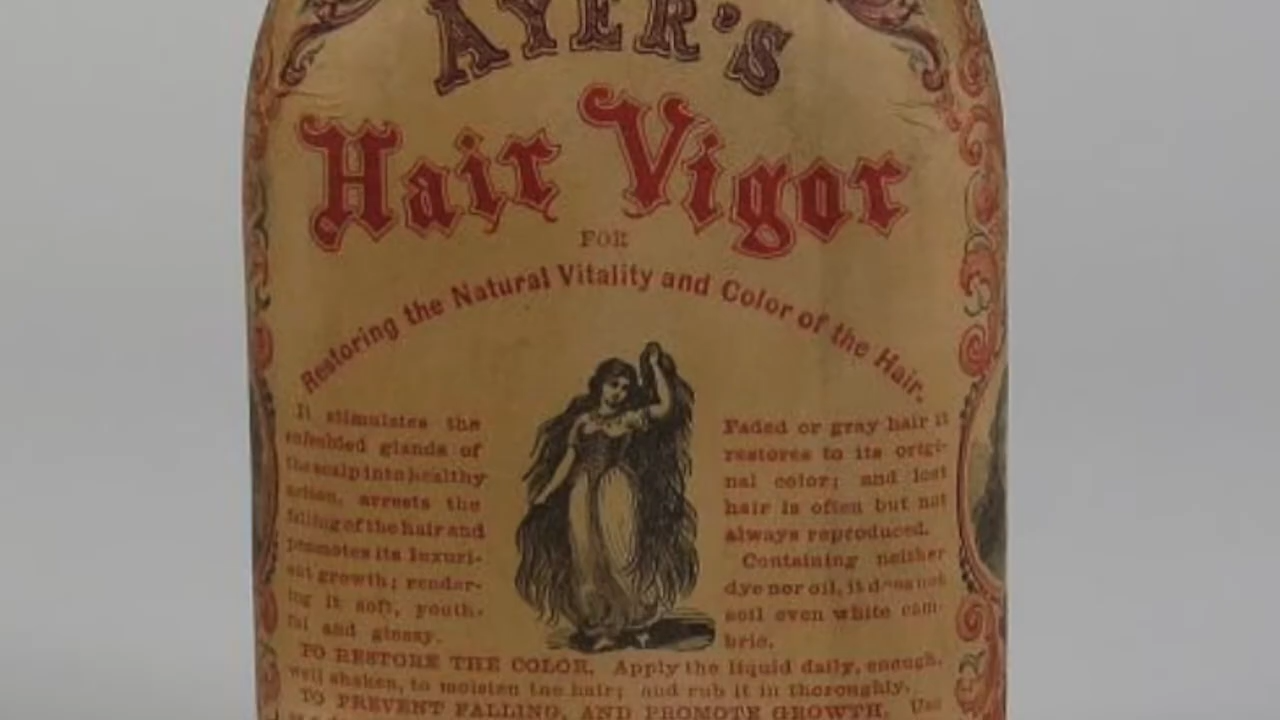 AYER'S
Hair Vigor
FOR
Restoring the Natural Vitality and Color of the Hair.
It stimulates the
enfeebled glands of
the scalp into healthy
action, arrests the
falling of the hair and
promotes its luxuri-
ant growth; render-
ing it soft, youth-
ful and glossy.
Faded or gray hair it
restores to its origi-
nal color; and lost
hair is often but not
always reproduced.
Containing neither
dye nor oil, it does not
soil even white cam-
bric.
TO RESTORE THE COLOR. Apply the liquid daily, enough,
well shaken, to moisten the hair; and rub it in thoroughly.
TO PREVENT FALLING, AND PROMOTE GROWTH. Use